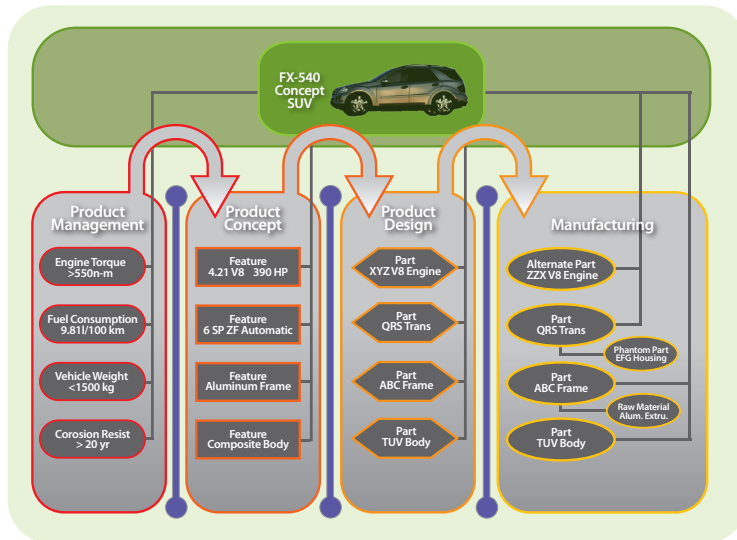 FX-540
Concept
SUV
Product
Management
Engine Torque
>550n-m
Fuel Consumption
9.81l/100 km
Vehicle Weight
<1500 kg
Corosion Resist
> 20 yr
Product
Concept
Feature
4.21 V8 390 HP
Feature
6 SP ZF Automatic
Feature
Aluminum Frame
Feature
Composite Body
Product
Design
Part
XYZ V8 Engine
Part
QRS Trans
Part
ABC Frame
Part
TUV Body
Manufacturing
Alternate Part
ZZX V8 Engine
Part
QRS Trans
Phantom Part
EFG Housing
Part
ABC Frame
Raw Material
Alum. Extru.
Part
TUV Body